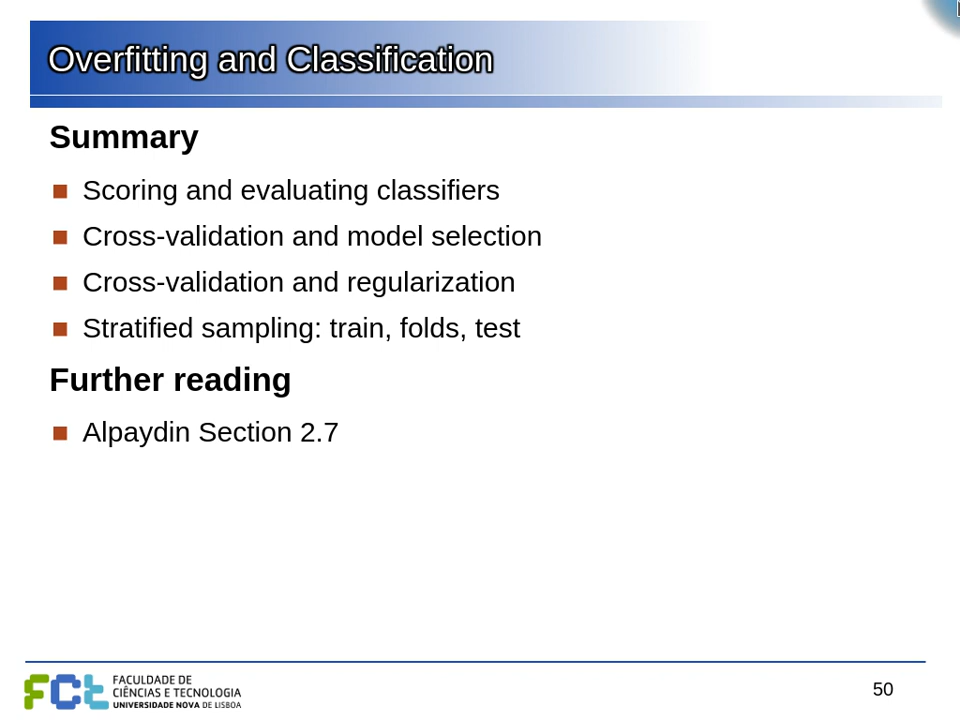 Overfitting and Classification
Summary
Scoring and evaluating classifiers
Cross-validation and model selection
Cross-validation and regularization
Stratified sampling: train, folds, test
Further reading
Alpaydin Section 2.7
FCt
FACULDADE DE
CIÊNCIAS E TECNOLOGIA
UNIVERSIDADE NOVA DE LISBOA
50